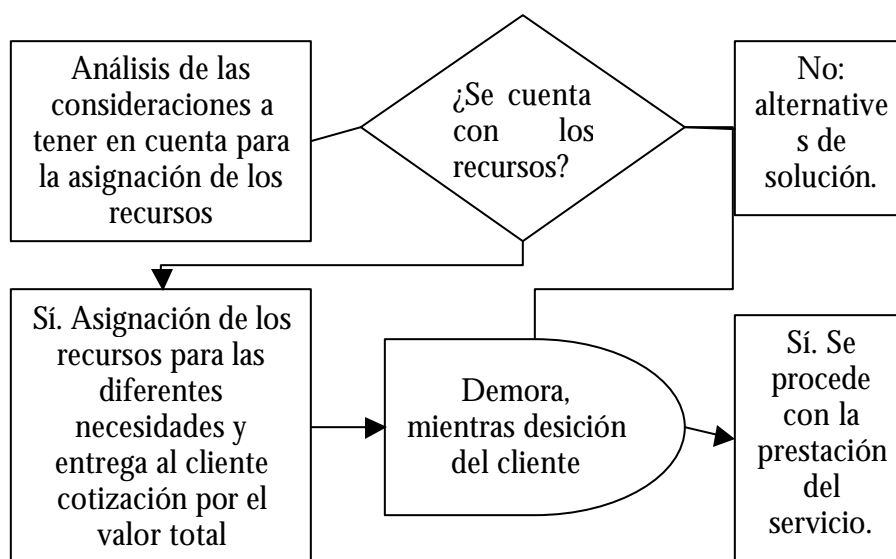 Análisis de las
consideraciones a
tener en cuenta para
la asignación de los
recursos
¿Se cuenta
con los
recursos?
No:
alternative
s de
solución.
Sí. Asignación de los
recursos para las
diferentes
necesidades y
entrega al cliente
cotización por el
valor total
Demora,
mientras desición
del cliente
Sí. Se
procede
con la
prestación
del
servicio.